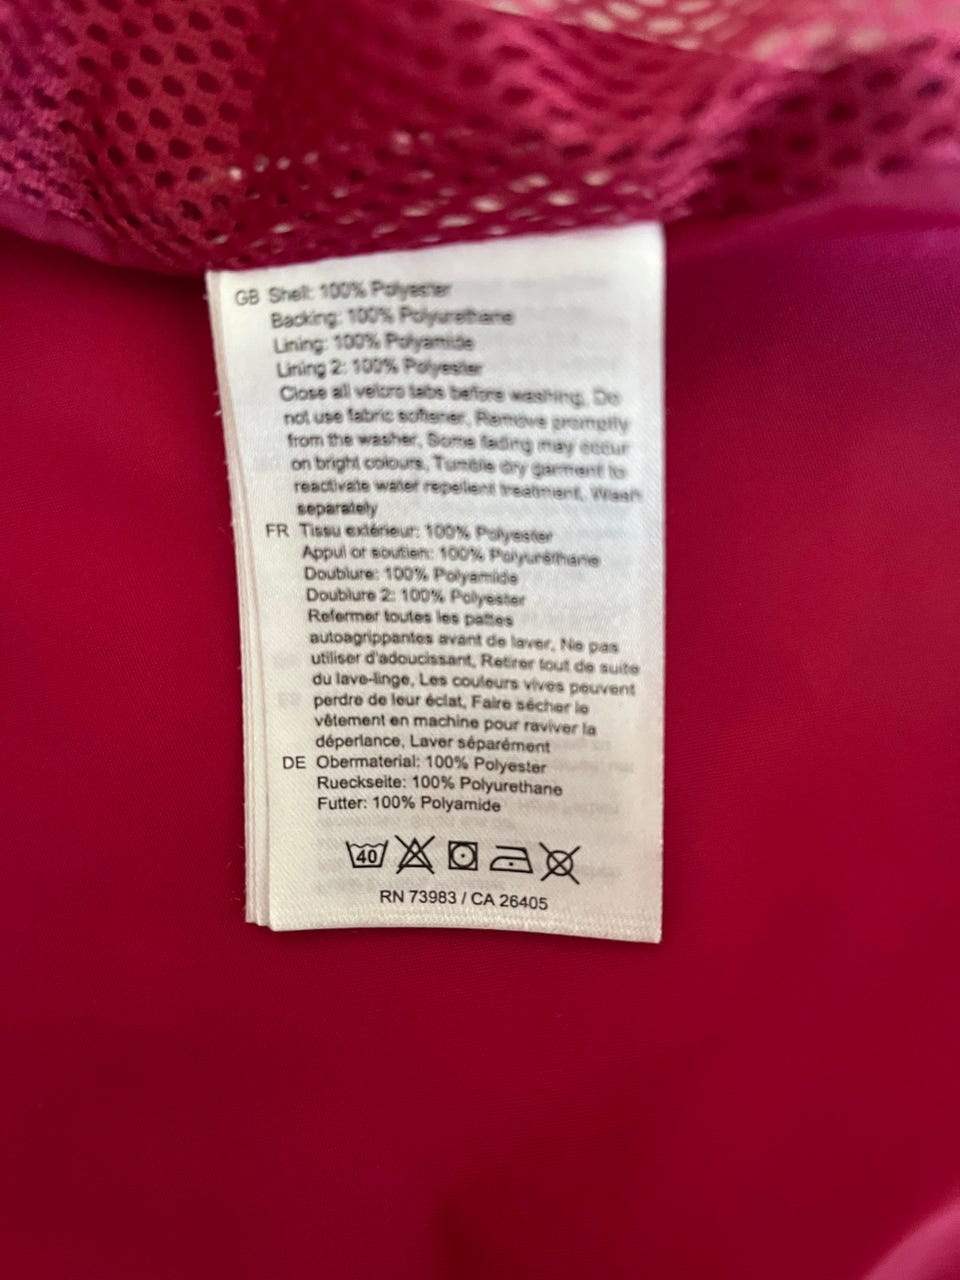 GB Shell: 100% Polyester
Backing: 100% Polyurethane
Lining: 100% Polyamide
Lining 2: 100% Polyester
Close all velcro tabs before washing, Do
not use fabric softener, Remove promptly
from the washer, Some fading may occur
on bright colours, Tumble dry garment to
reactivate water repellent treatment, Wash
separately
FR Tissu extérieur: 100% Polyester
Appui or soutien: 100% Polyuréthane
Doublure: 100% Polyamide
Doublure 2: 100% Polyester
Refermer toutes les pattes
autoagrippantes avant de laver, Ne pas
utiliser d'adoucissant, Retirer tout de suite
du lave-linge, Les couleurs vives peuvent
perdre de leur éclat, Faire sécher le
vêtement en machine pour raviver la
déperlance, Laver séparément
DE Obermaterial: 100% Polyester
Rueckseite: 100% Polyurethane
Futter: 100% Polyamide
40
RN 73983 / CA 26405